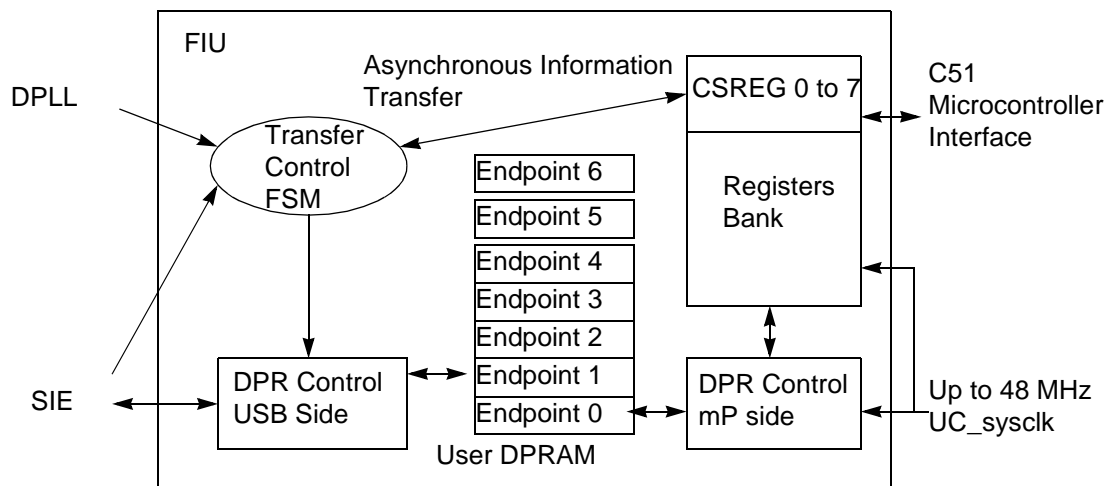 FIU
DPLL
Asynchronous Information
Transfer
CSREG 0 to 7
C51
Microcontroller
Interface
Transfer
Control
FSM
Endpoint 6
Endpoint 5
Endpoint 4
Endpoint 3
Endpoint 2
Endpoint 1
Endpoint 0
User DPRAM
Registers
Bank
SIE
DPR Control
USB Side
DPR Control
mP side
Up to 48 MHz
UC_sysclk